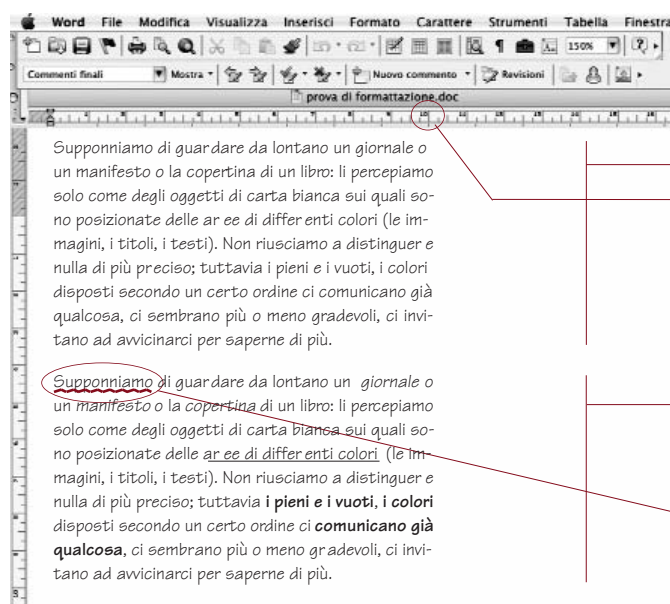 Word File Modifica Visualizza Inserisci Formato Carattere Strumenti Tabella Finestra
150%
Commenti finali Mostra Nuovo commento Revisioni
prova di formattazione.doc
10
Supponniamo di guardare da lontano un giornale o
un manifesto o la copertina di un libro: li percepiamo
solo come degli oggetti di carta bianca sui quali so-
no posizionate delle ar ee di differ enti colori (le im-
magini, i titoli, i testi). Non riusciamo a distinguer e
nulla di più preciso; tuttavia i pieni e i vuoti, i colori
disposti secondo un certo ordine ci comunicano già
qualcosa, ci sembrano più o meno gradevoli, ci invi-
tano ad avvicinarci per saperne di più.
Supponniamo di guardare da lontano un giornale o
un manifesto o la copertina di un libro: li percepiamo
solo come degli oggetti di carta bianca sui quali so-
no posizionate delle ar ee di differ enti colori (le im-
magini, i titoli, i testi). Non riusciamo a distinguer e
nulla di più preciso; tuttavia i pieni e i vuoti, i colori
disposti secondo un certo ordine ci comunicano già
qualcosa, ci sembrano più o meno gr adevoli, ci invi-
tano ad avvicinarci per saperne di più.